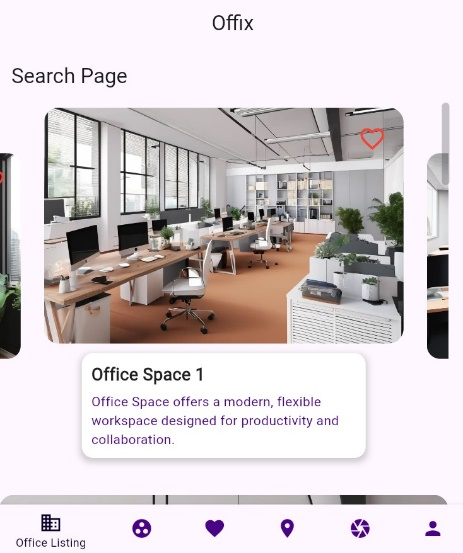 Offix
Search Page
Office Space 1
Office Space offers a modern, flexible
workspace designed for productivity and
collaboration.
Office Listing